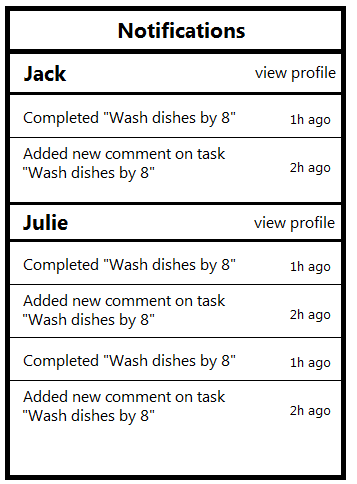 Notifications
Jack view profile
Completed "Wash dishes by 8" 1h ago
Added new comment on task
"Wash dishes by 8" 2h ago
Julie view profile
Completed "Wash dishes by 8" 1h ago
Added new comment on task
"Wash dishes by 8" 2h ago
Completed "Wash dishes by 8" 1h ago
Added new comment on task
"Wash dishes by 8" 2h ago